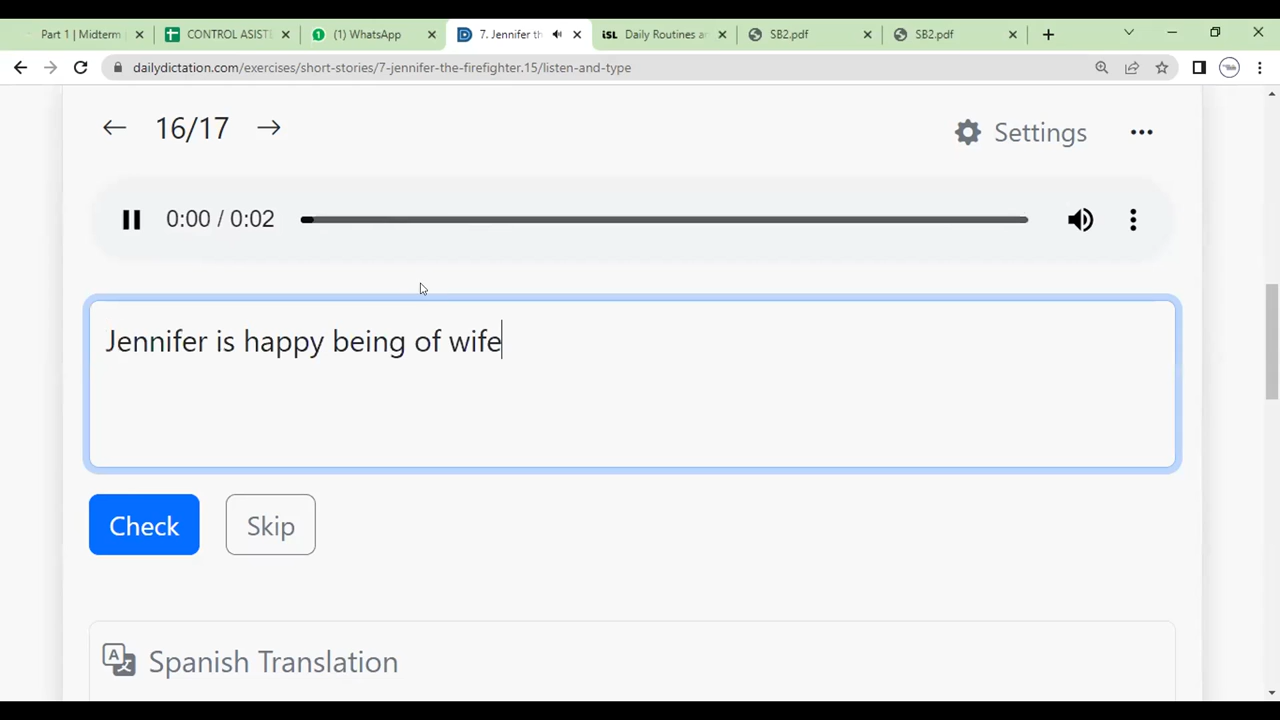 Part 1 | Midterm
CONTROL ASIST
(1) WhatsApp
7. Jennifer th
iSL Daily Routines a
SB2.pdf
SB2.pdf
dailydictation.com/exercises/short-stories/7-jennifer-the-firefighter.15/listen-and-type
16/17
Settings
0:00 / 0:02
Jennifer is happy being of wife
Check
Skip
Spanish Translation